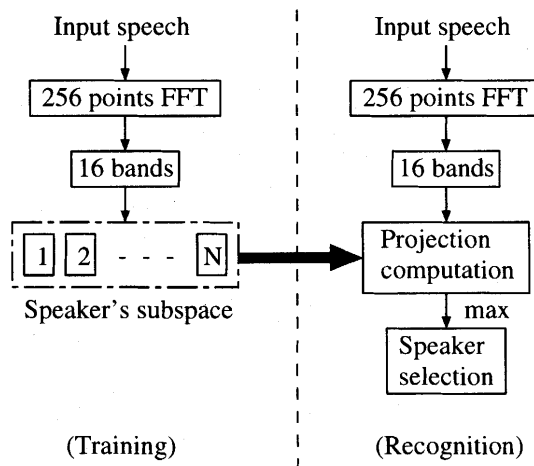 Input speech
256 points FFT
16 bands
1 2 - - - N
Speaker's subspace
(Training)
Input speech
256 points FFT
16 bands
Projection
computation
max
Speaker
selection
(Recognition)